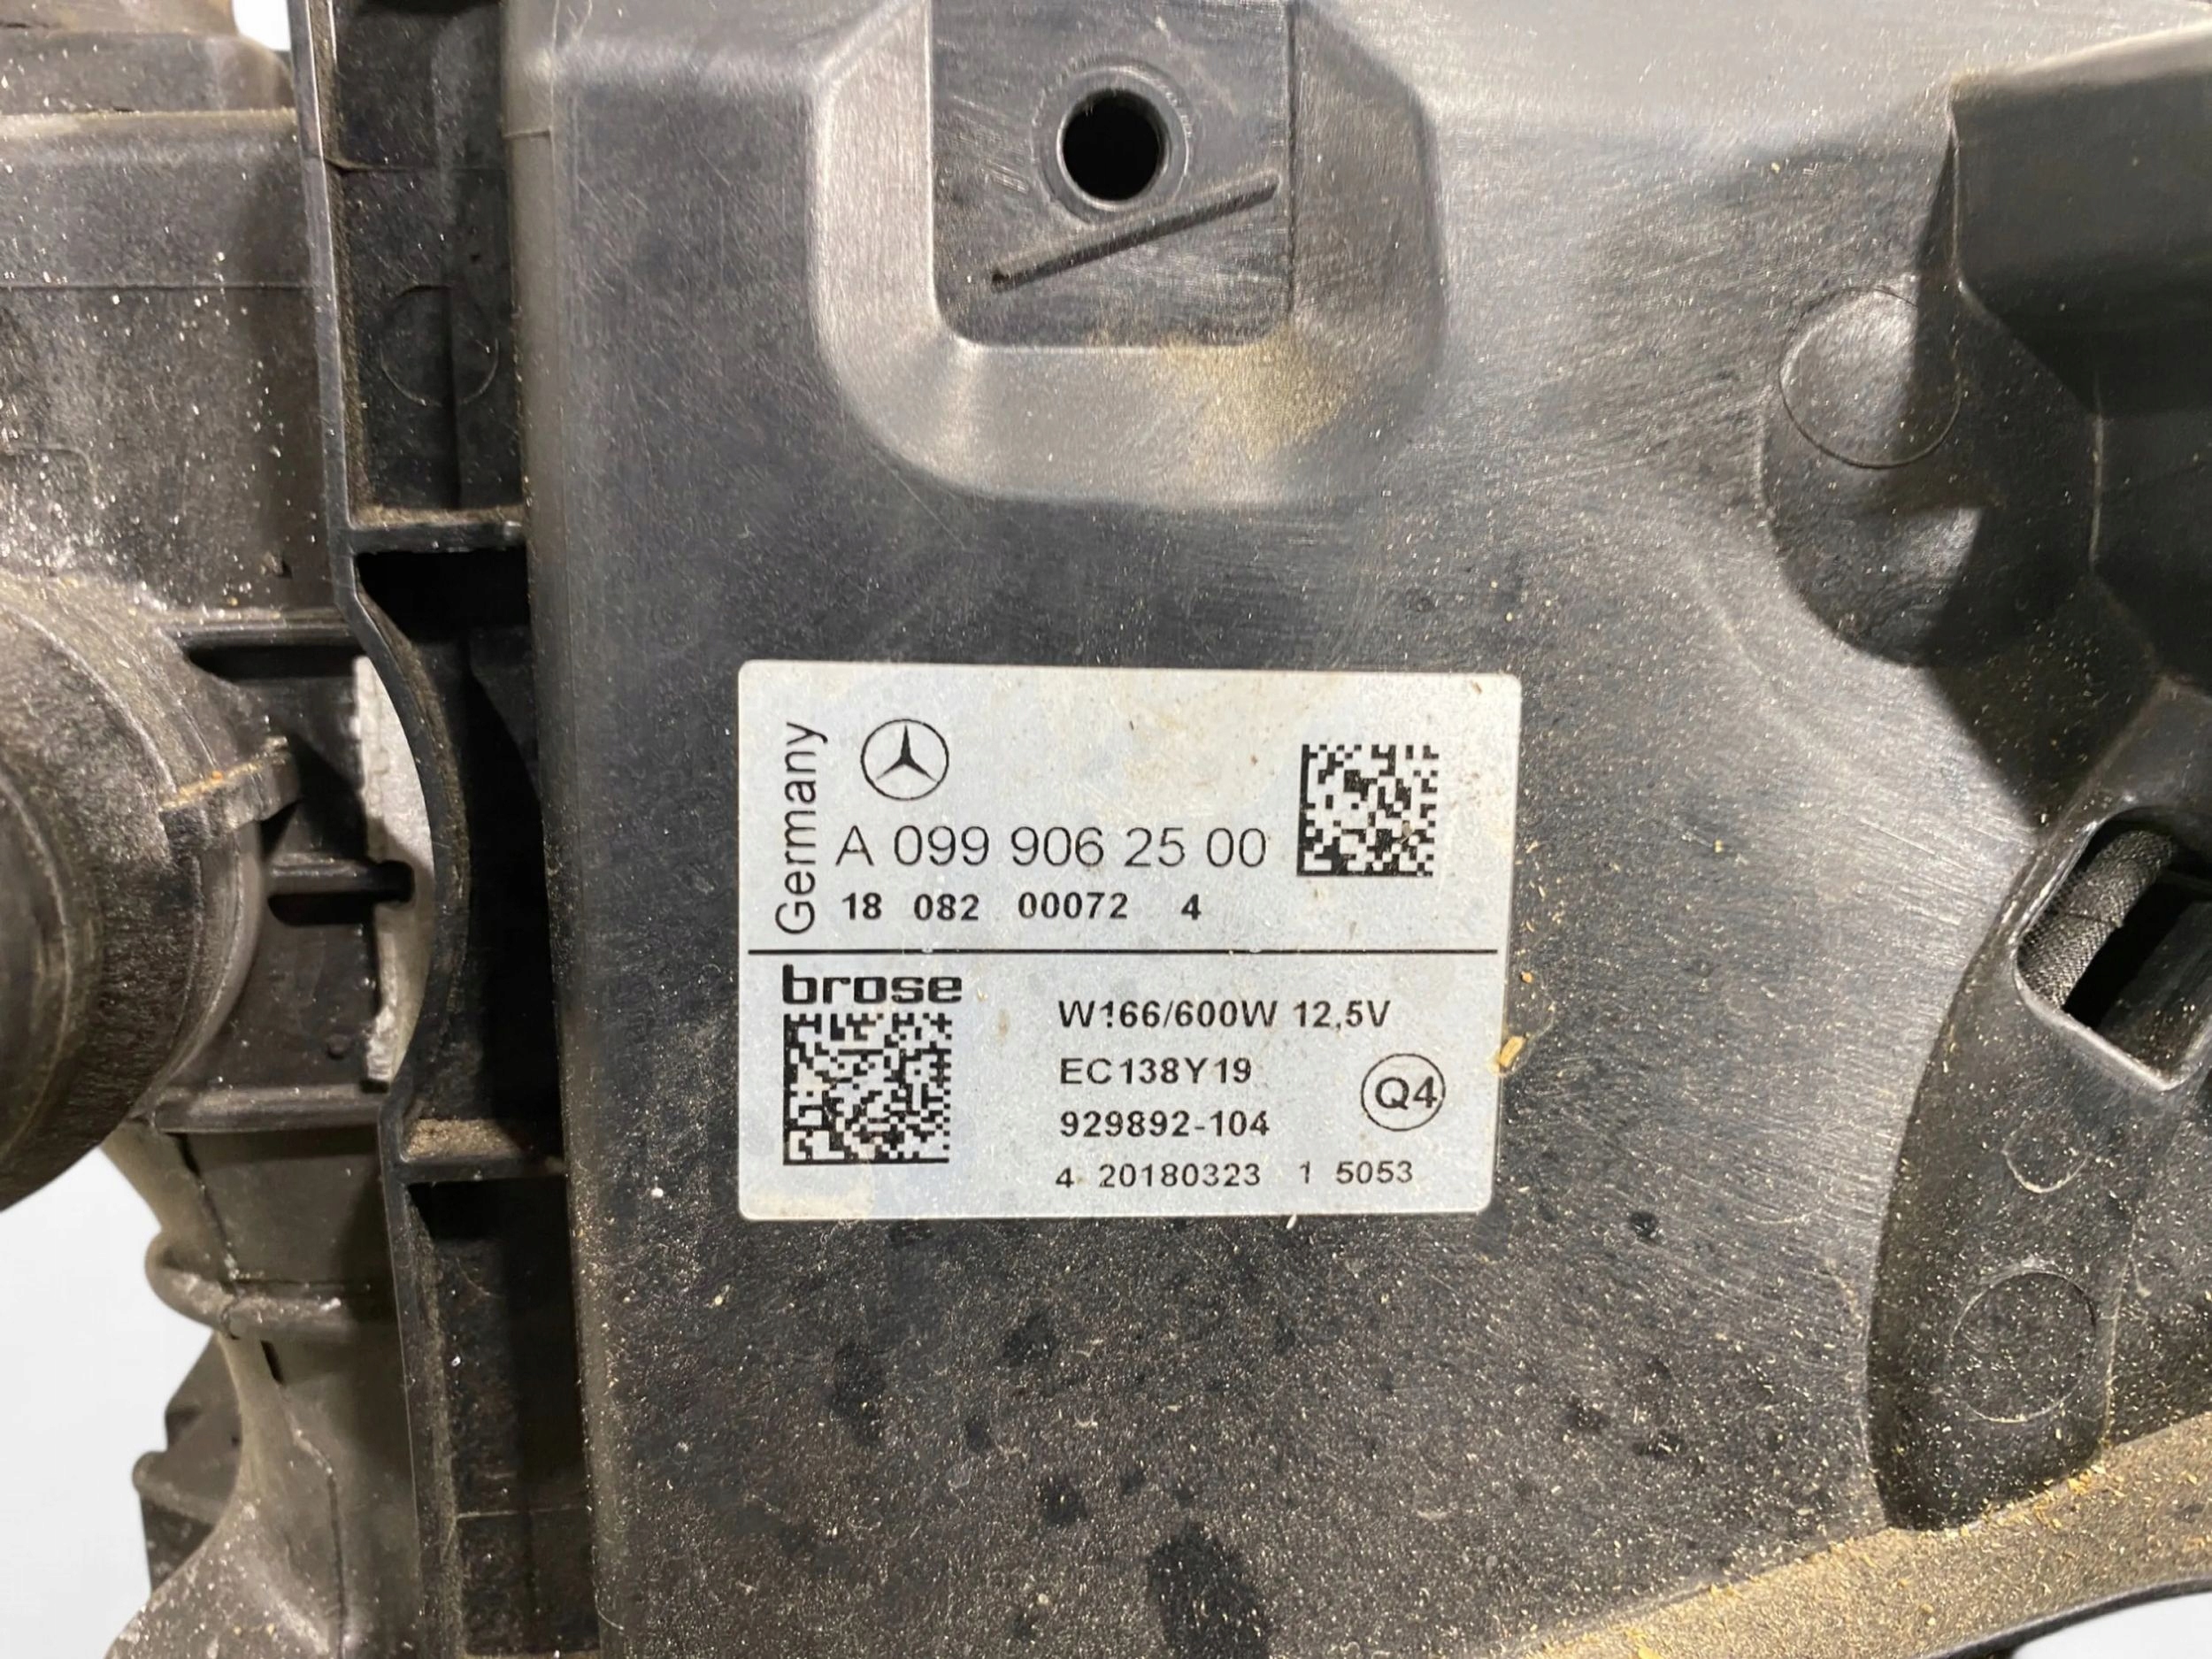 Germany
A 099 906 25 00
18 082 00072 4
brose
W166/600W 12,5V
EC138Y19
929892-104
Q4
4 20180323 1 5053